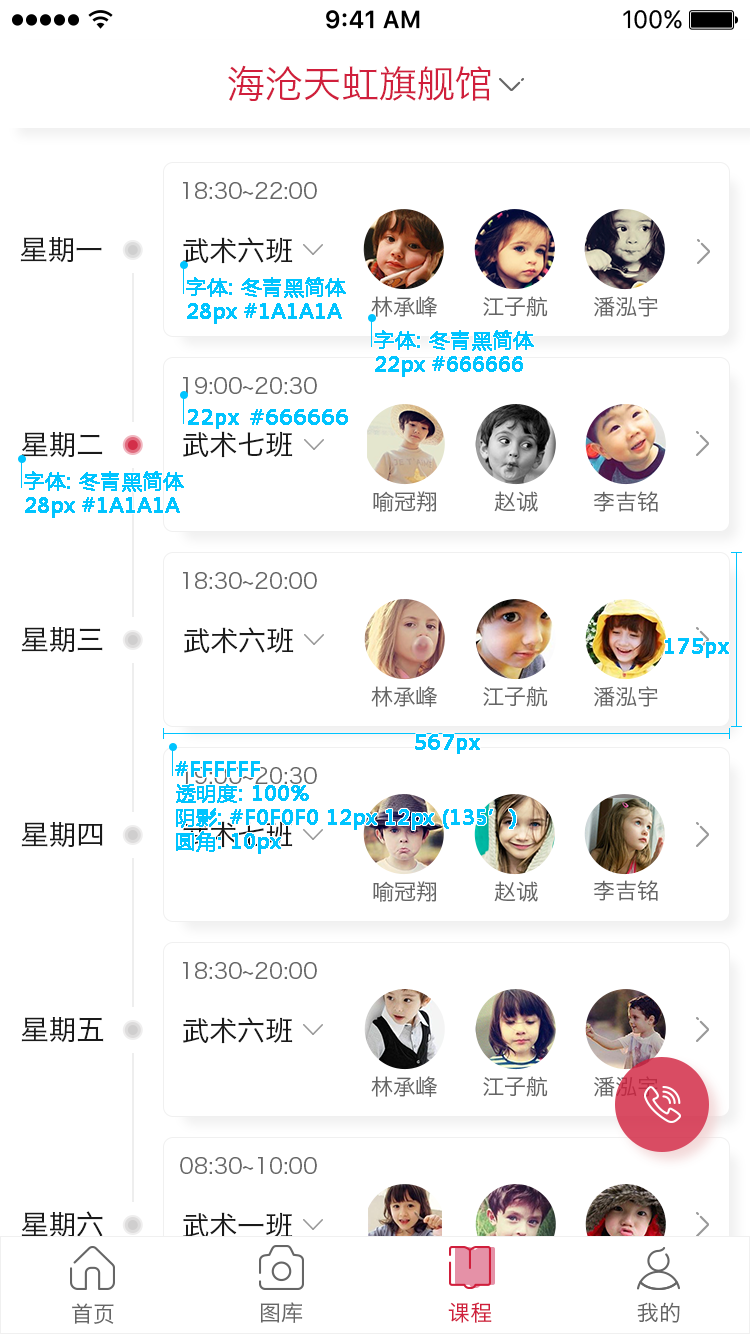 9:41 AM
100%
海沧天虹旗舰馆
18:30~22:00
星期一
武术六班
林承峰
江子航
潘泓宇
字体: 冬青黑简体
28px #1A1A1A
字体: 冬青黑简体
22px #666666
19:00~20:30
22px #666666
星期二
武术七班
喻冠翔
赵诚
李吉铭
字体: 冬青黑简体
28px #1A1A1A
18:30~20:00
星期三
武术六班
林承峰
江子航
潘泓宇
175px
567px
#FFFFFF
19:00~20:30
透明度: 100%
阴影: #F0F0F0 12px 12px (135°)
星期四
武术七班
圆角: 10px
喻冠翔
赵诚
李吉铭
18:30~20:00
星期五
武术六班
林承峰
江子航
潘泓宇
08:30~10:00
星期六
武术一班
首页
图库
课程
我的